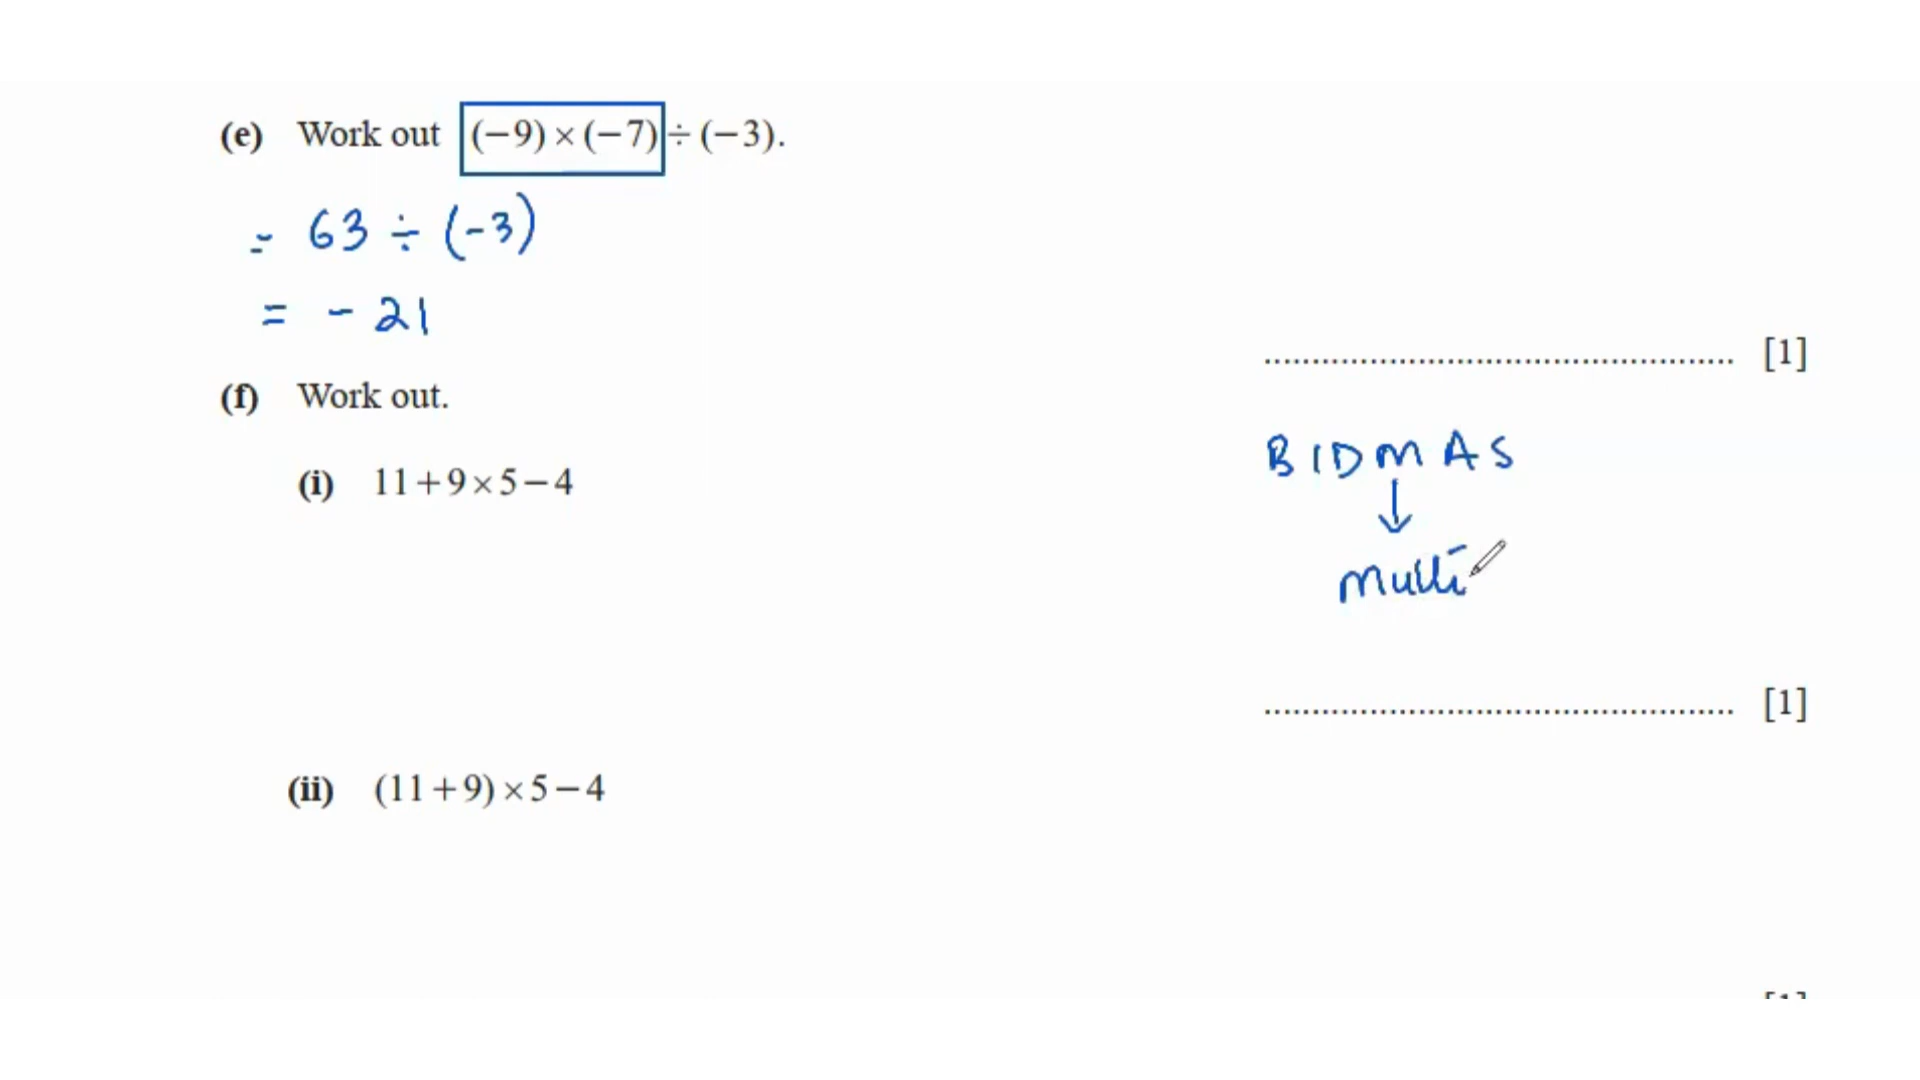 (e) Work out (−9) × (−7) ÷ (−3).
= 63 ÷ (-3)
= - 21
.................................................. [1]
(f) Work out.
BIDMAS
(i) 11 + 9 × 5 − 4
↓
multi
.................................................. [1]
(ii) (11 + 9) × 5 − 4